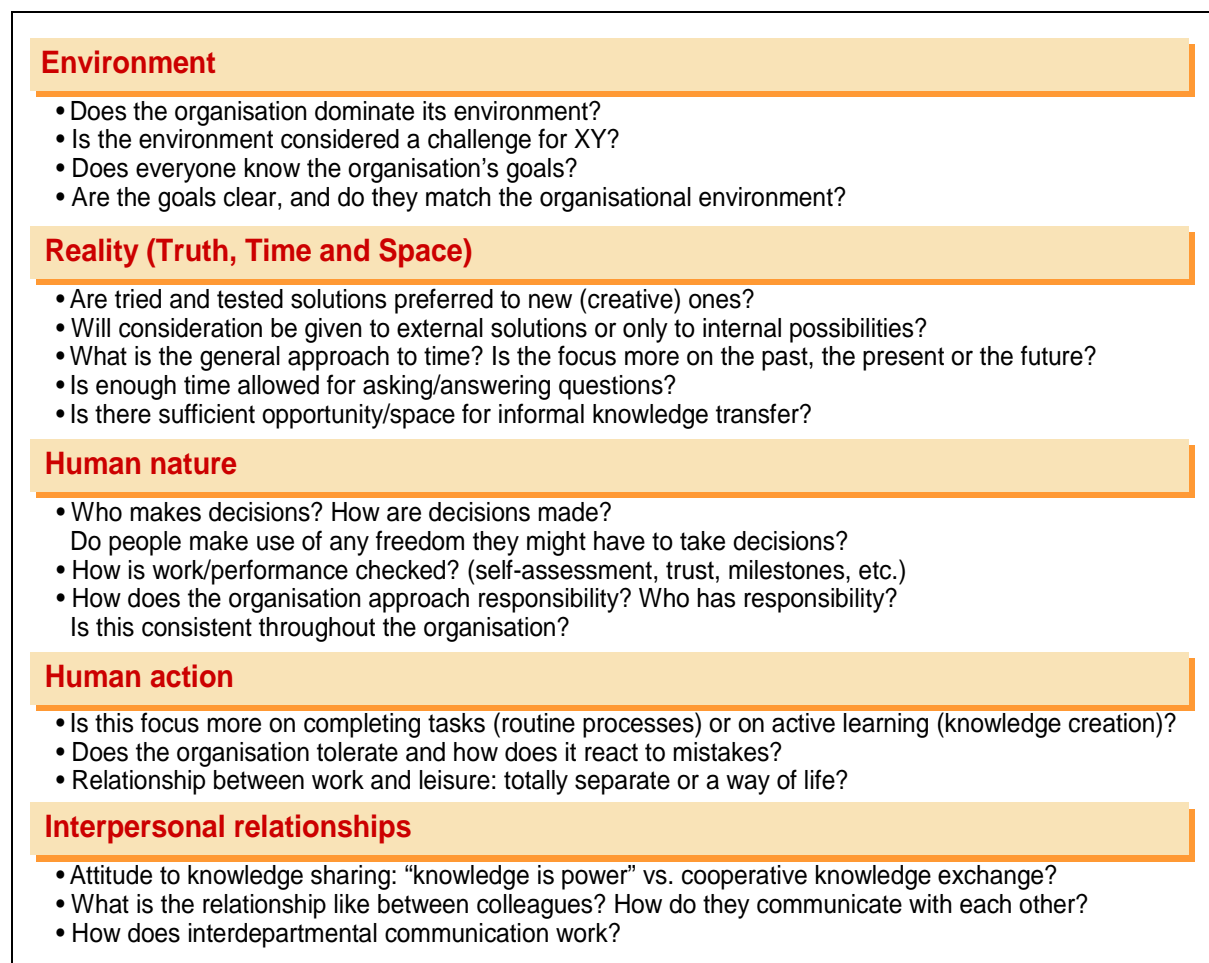 Environment
• Does the organisation dominate its environment?
• Is the environment considered a challenge for XY?
• Does everyone know the organisation's goals?
• Are the goals clear, and do they match the organisational environment?
Reality (Truth, Time and Space)
• Are tried and tested solutions preferred to new (creative) ones?
• Will consideration be given to external solutions or only to internal possibilities?
• What is the general approach to time? Is the focus more on the past, the present or the future?
• Is enough time allowed for asking/answering questions?
• Is there sufficient opportunity/space for informal knowledge transfer?
Human nature
• Who makes decisions? How are decisions made?
Do people make use of any freedom they might have to take decisions?
• How is work/performance checked? (self-assessment, trust, milestones, etc.)
• How does the organisation approach responsibility? Who has responsibility?
Is this consistent throughout the organisation?
Human action
• Is this focus more on completing tasks (routine processes) or on active learning (knowledge creation)?
• Does the organisation tolerate and how does it react to mistakes?
• Relationship between work and leisure: totally separate or a way of life?
Interpersonal relationships
• Attitude to knowledge sharing: “knowledge is power” vs. cooperative knowledge exchange?
• What is the relationship like between colleagues? How do they communicate with each other?
• How does interdepartmental communication work?